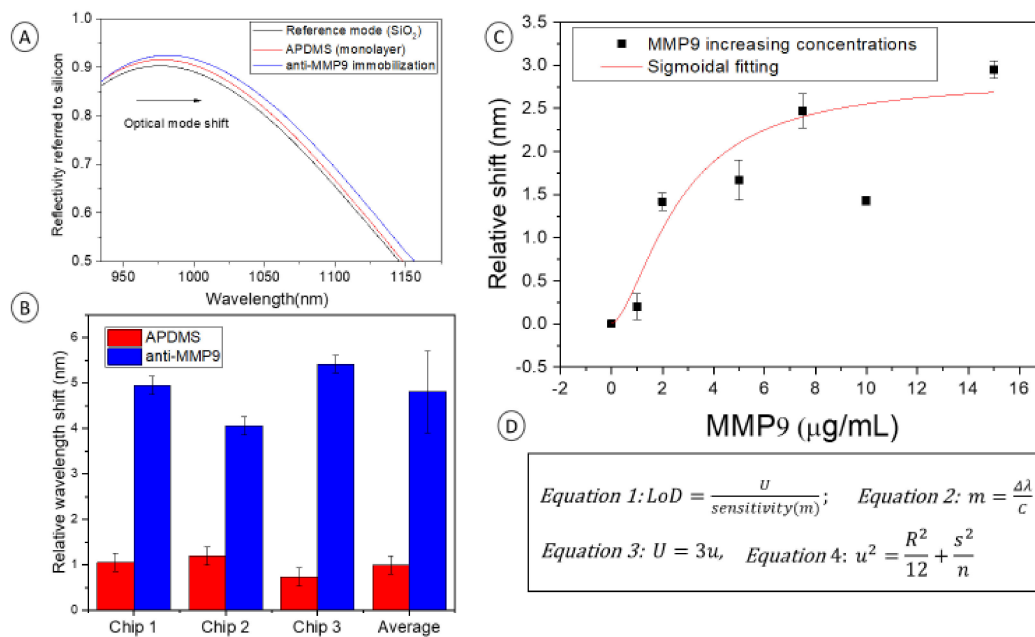 A
Reflectivity referred to silicon
1.0
0.9
0.8
0.7
0.6
0.5
Reference mode (SiO₂)
APDMS (monolayer)
anti-MMP9 immobilization
Optical mode shift
950 1000 1050 1100 1150
Wavelength(nm)
B
Relative wavelength shift (nm)
6
5
4
3
2
1
0
APDMS
anti-MMP9
Chip 1 Chip 2 Chip 3 Average
C
Relative shift (nm)
3.5
3.0
2.5
2.0
1.5
1.0
0.5
0.0
-0.5
MMP9 increasing concentrations
Sigmoidal fitting
-2 0 2 4 6 8 10 12 14 16
MMP9 (μg/mL)
D
Equation 1: LoD = U / sensitivity(m); Equation 2: m = Δλ / C
Equation 3: U = 3u, Equation 4: u² = R²/12 + s²/n